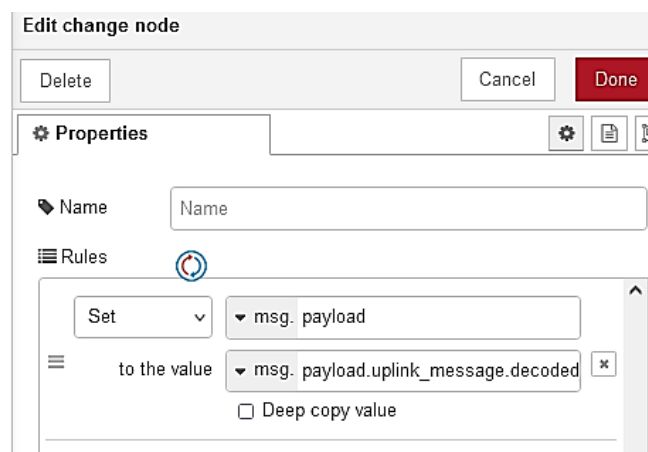 Edit change node
Delete Cancel Done
Properties
Name Name
Rules
Set msg. payload
to the value msg. payload.uplink_message.decoded
Deep copy value